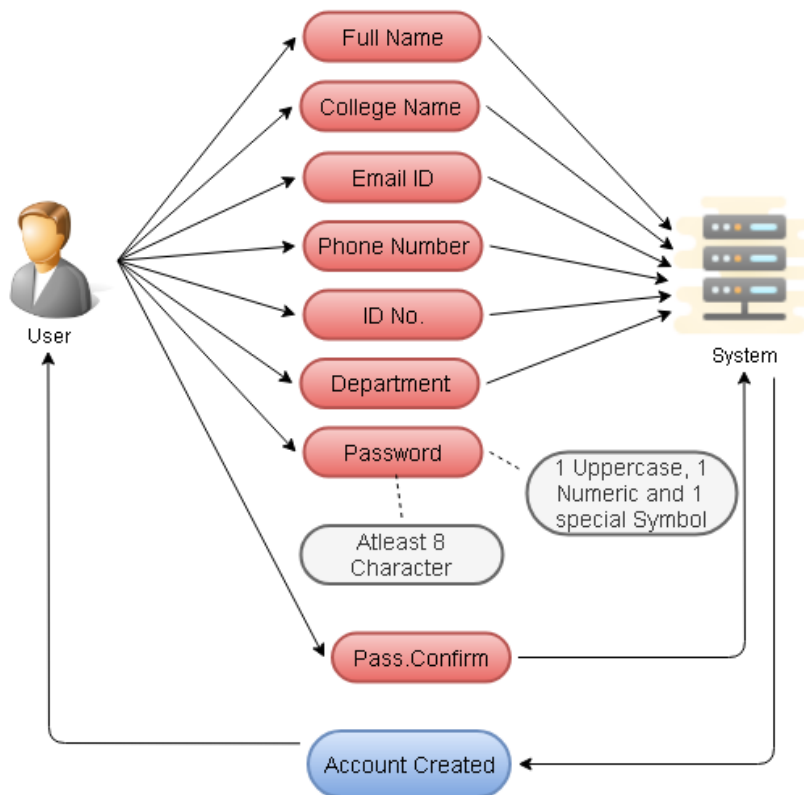 Full Name
College Name
Email ID
Phone Number
User
ID No.
System
Department
Password
1 Uppercase, 1
Numeric and 1
special Symbol
Atleast 8
Character
Pass.Confirm
Account Created